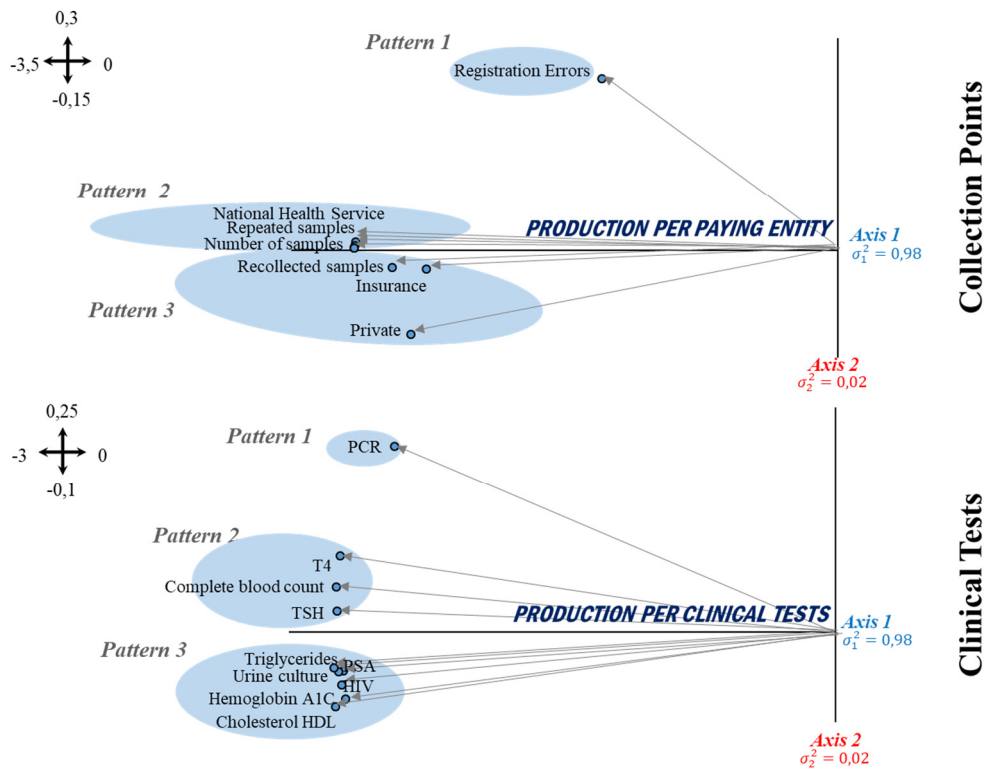 0,3
-3,5
0
-0,15
Pattern 1
Registration Errors
Pattern 2
National Health Service
Repeated samples
Number of samples
Recollected samples
Insurance
Pattern 3
Private
PRODUCTION PER PAYING ENTITY
Axis 1
σ₁² = 0,98
Axis 2
σ₂² = 0,02
Collection Points
0,25
-3
0
-0,1
Pattern 1
PCR
Pattern 2
T4
Complete blood count
TSH
PRODUCTION PER CLINICAL TESTS
Axis 1
σ₁² = 0,98
Pattern 3
Triglycerides
PSA
Urine culture
HIV
Hemoglobin A1C
Cholesterol HDL
Axis 2
σ₂² = 0,02
Clinical Tests